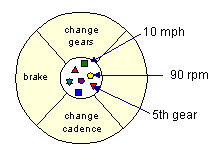 change
gears
10 mph
brake
90 rpm
5th gear
change
cadence